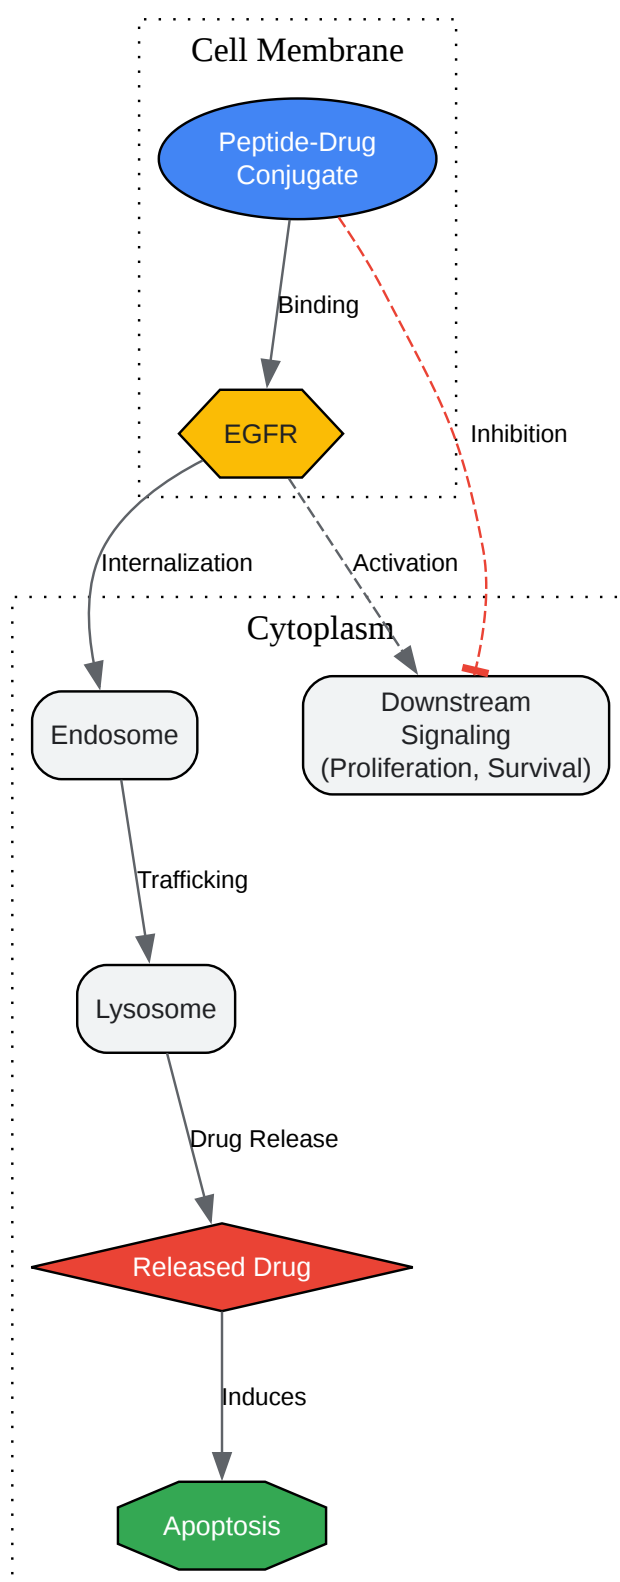 Cell Membrane
Peptide-Drug
Conjugate
Binding
EGFR
Inhibition
Internalization
Activation
Cytoplasm
Endosome
Downstream
Signaling
(Proliferation, Survival)
Trafficking
Lysosome
Drug Release
Released Drug
Induces
Apoptosis